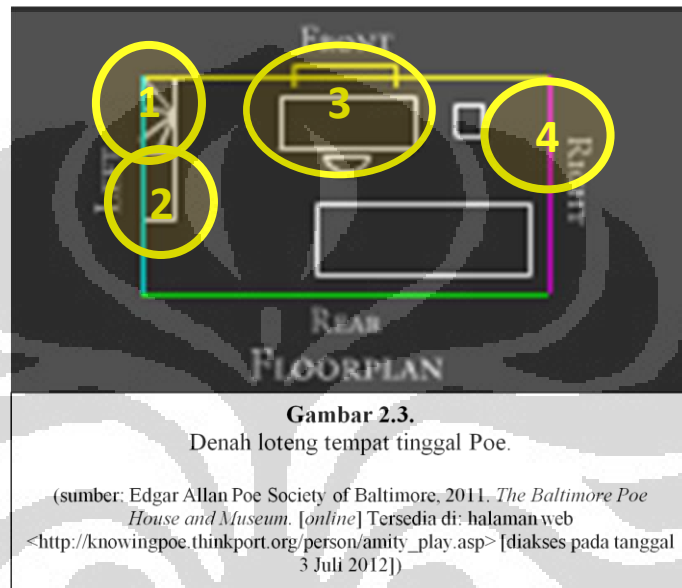 FRONT
1
3
4
LEFT
RIGHT
2
REAR
FLOORPLAN
Gambar 2.3.
Denah loteng tempat tinggal Poe.
(sumber: Edgar Allan Poe Society of Baltimore, 2011. The Baltimore Poe
House and Museum. [online] Tersedia di: halaman web
<http://knowingpoe.thinkport.org/person/amity_play.asp> [diakses pada tanggal
3 Juli 2012])